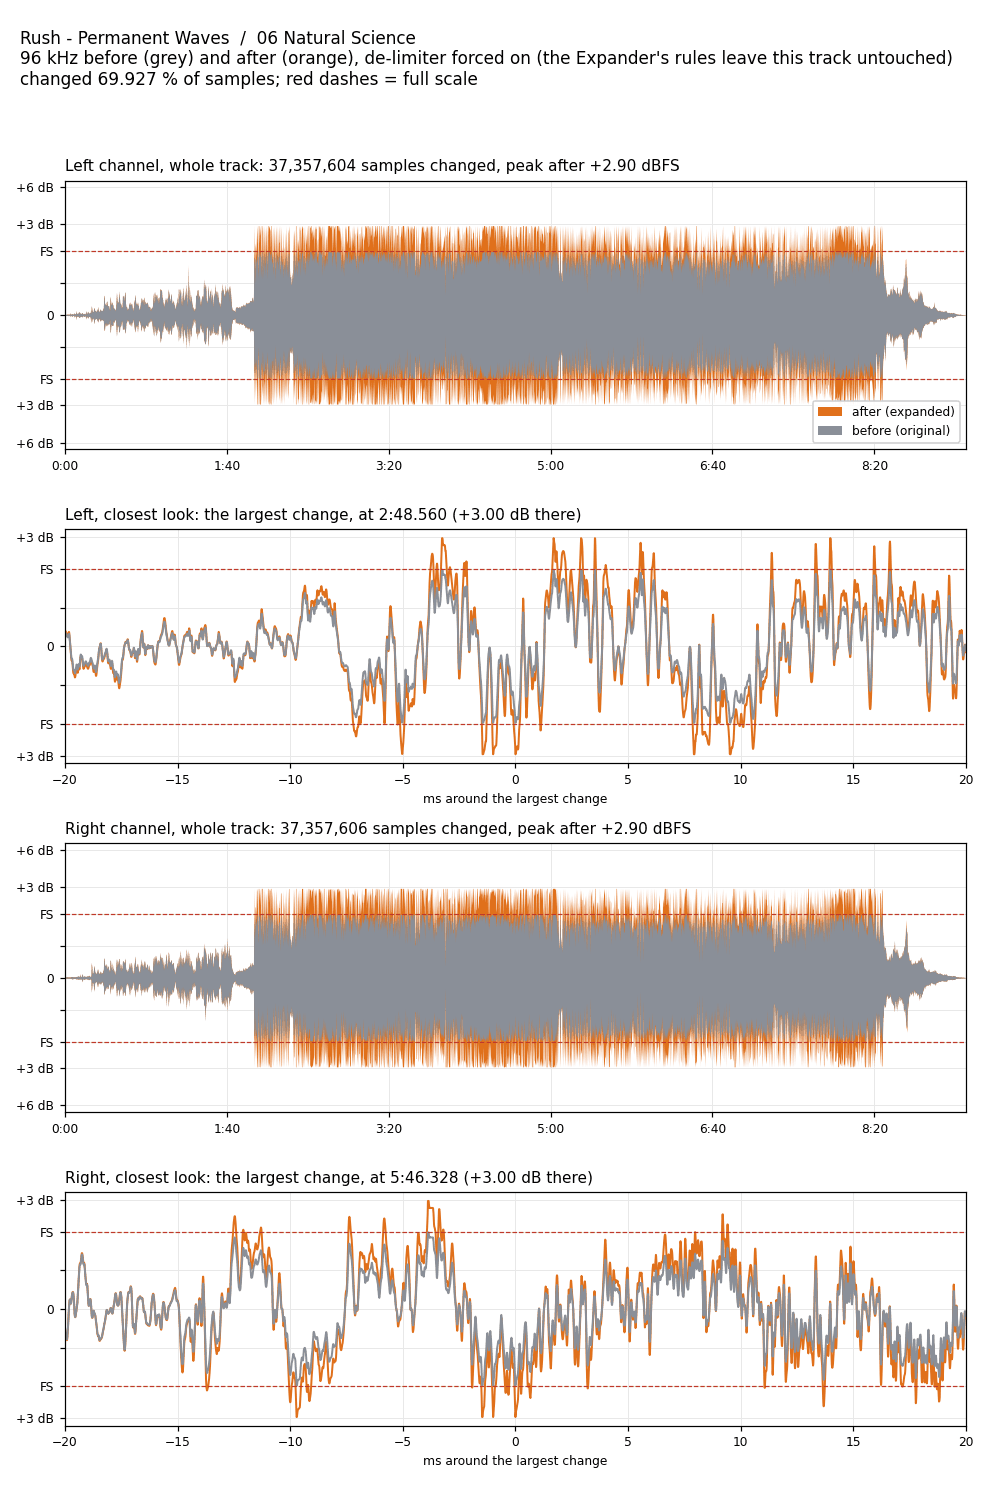 Rush - Permanent Waves / 06 Natural Science
96 kHz before (grey) and after (orange), de-limiter forced on (the Expander's rules leave this track untouched)
changed 69.927 % of samples; red dashes = full scale
Left channel, whole track: 37,357,604 samples changed, peak after +2.90 dBFS
+6 dB
+3 dB
FS
0
FS
+3 dB
+6 dB
after (expanded)
before (original)
0:00 1:40 3:20 5:00 6:40 8:20
Left, closest look: the largest change, at 2:48.560 (+3.00 dB there)
+3 dB
FS
0
FS
+3 dB
−20 −15 −10 −5 0 5 10 15 20
ms around the largest change
Right channel, whole track: 37,357,606 samples changed, peak after +2.90 dBFS
+6 dB
+3 dB
FS
0
FS
+3 dB
+6 dB
0:00 1:40 3:20 5:00 6:40 8:20
Right, closest look: the largest change, at 5:46.328 (+3.00 dB there)
+3 dB
FS
0
FS
+3 dB
−20 −15 −10 −5 0 5 10 15 20
ms around the largest change